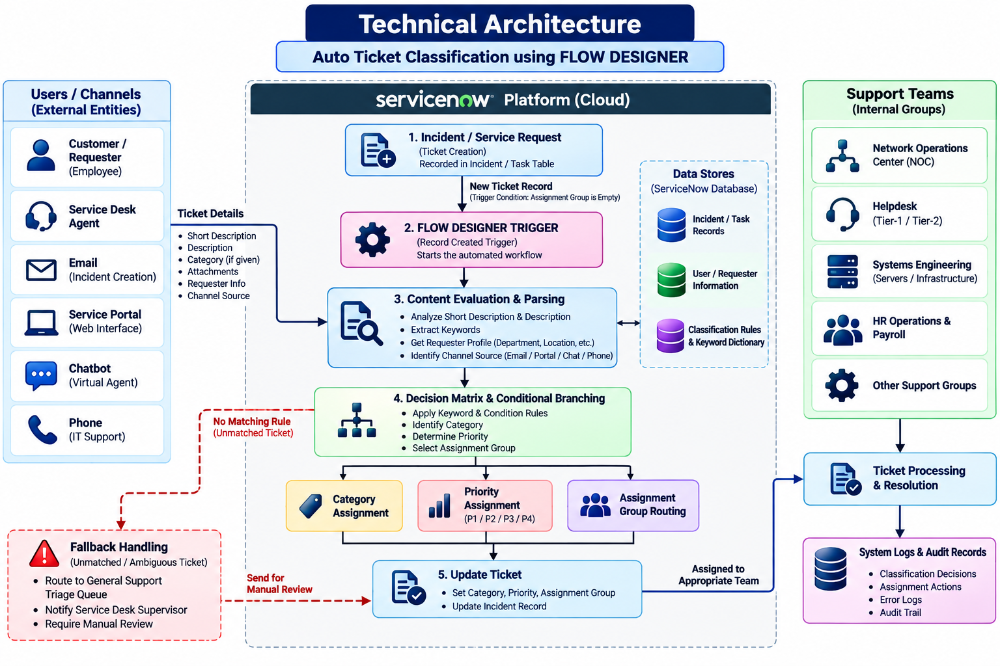 Technical Architecture
Auto Ticket Classification using FLOW DESIGNER
Users / Channels
(External Entities)
Customer /
Requester
(Employee)
Service Desk
Agent
Email
(Incident Creation)
Service Portal
(Web Interface)
Chatbot
(Virtual Agent)
Phone
(IT Support)
Ticket Details
• Short Description
• Description
• Category (if given)
• Attachments
• Requester Info
• Channel Source
servicenow Platform (Cloud)
1. Incident / Service Request
(Ticket Creation)
Recorded in Incident / Task Table
New Ticket Record
(Trigger Condition: Assignment Group is Empty)
2. FLOW DESIGNER TRIGGER
(Record Created Trigger)
Starts the automated workflow
3. Content Evaluation & Parsing
• Analyze Short Description & Description
• Extract Keywords
• Get Requester Profile (Department, Location, etc.)
• Identify Channel Source (Email / Portal / Chat / Phone)
Data Stores
(ServiceNow Database)
Incident / Task
Records
User / Requester
Information
Classification Rules
& Keyword Dictionary
4. Decision Matrix & Conditional Branching
• Apply Keyword & Condition Rules
• Identify Category
• Determine Priority
• Select Assignment Group
No Matching Rule
(Unmatched Ticket)
Category
Assignment
Priority
Assignment
(P1 / P2 / P3 / P4)
Assignment
Group Routing
Fallback Handling
(Unmatched / Ambiguous Ticket)
• Route to General Support
Triage Queue
• Notify Service Desk Supervisor
• Require Manual Review
Send for
Manual Review
5. Update Ticket
• Set Category, Priority, Assignment Group
• Update Incident Record
Assigned to
Appropriate Team
Support Teams
(Internal Groups)
Network Operations
Center (NOC)
Helpdesk
(Tier-1 / Tier-2)
Systems Engineering
(Servers / Infrastructure)
HR Operations &
Payroll
Other Support Groups
Ticket Processing
& Resolution
System Logs & Audit Records
• Classification Decisions
• Assignment Actions
• Error Logs
• Audit Trail